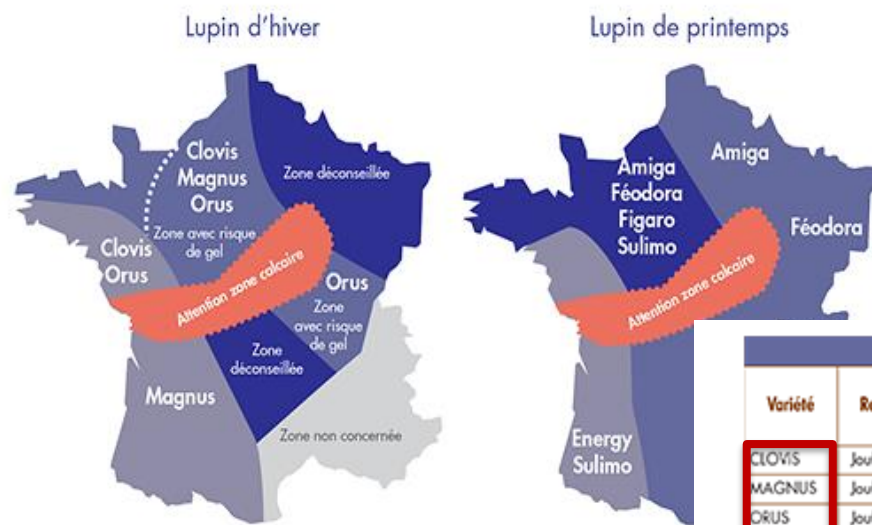 Lupin d'hiver
Clovis
Magnus
Orus
Zone avec risque
de gel
Zone déconseillée
Clovis
Orus
Attention zone calcaire
Orus
Zone
avec risque
de gel
Zone
déconseillée
Magnus
Zone non concernée
Lupin de printemps
Amiga
Féodora
Figaro
Sulimo
Amiga
Féodora
Attention zone calcaire
Energy
Sulimo
Variété
CLOVIS
MAGNUS
ORUS